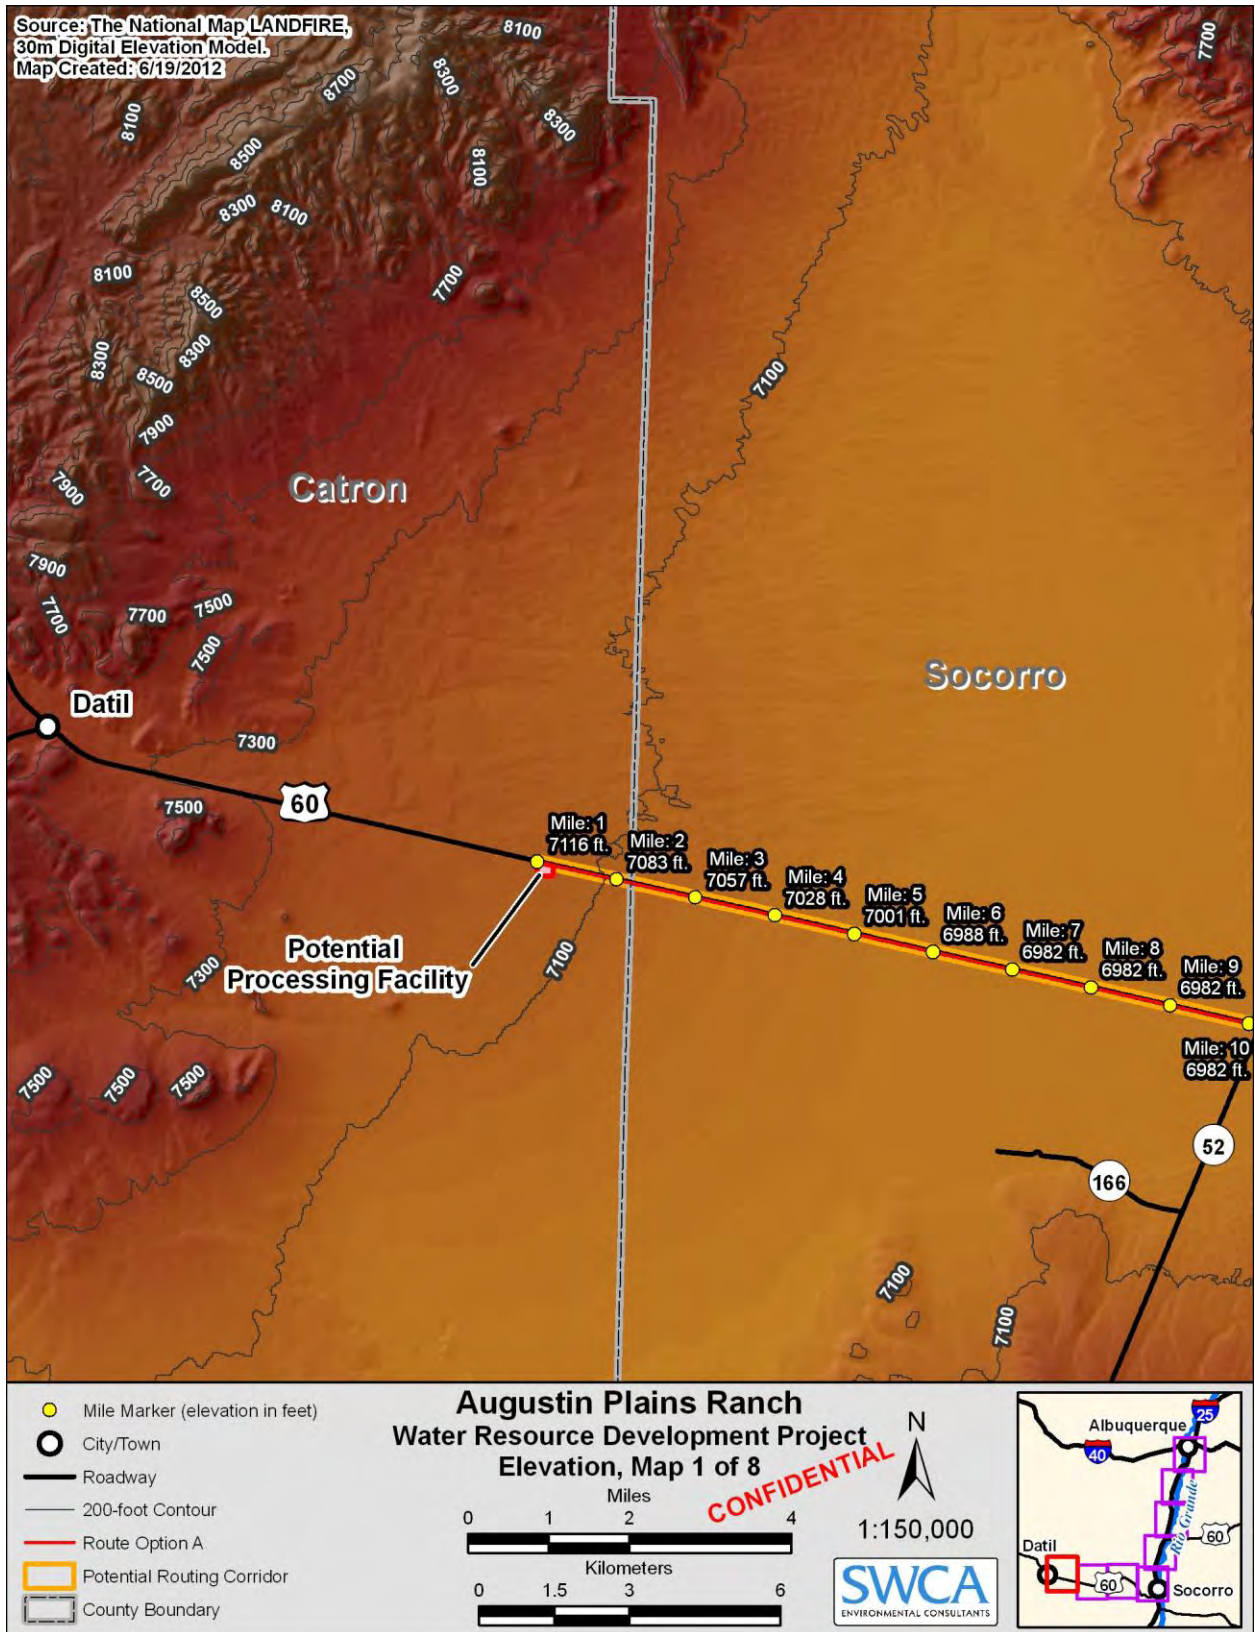 Source: The National Map LANDFIRE,
30m Digital Elevation Model.
Map Created: 6/19/2012
8100
7700
8300
8700
8100
8300
8500
8100
8300
8100
8100
7700
8500
8300
8300
8500
7100
7900
7700
7900
Catron
7900
7700
7700
7500
7500
Socorro
Datil
7300
60
7500
Mile: 1
7116 ft.
Mile: 2
7083 ft.
Mile: 3
7057 ft.
Mile: 4
7028 ft.
Mile: 5
7001 ft.
Mile: 6
6988 ft.
Mile: 7
6982 ft.
Mile: 8
6982 ft.
Mile: 9
6982 ft.
Mile: 10
6982 ft.
Potential
Processing Facility
7100
7300
7500
7500
7500
52
166
7100
7100
Mile Marker (elevation in feet)
City/Town
Roadway
200-foot Contour
Route Option A
Potential Routing Corridor
County Boundary
Augustin Plains Ranch
Water Resource Development Project
Elevation, Map 1 of 8
CONFIDENTIAL
Miles
0 1 2 4
Kilometers
0 1.5 3 6
N
1:150,000
SWCA
ENVIRONMENTAL CONSULTANTS
25
Albuquerque
40
Rio Grande
60
Datil
60
Socorro